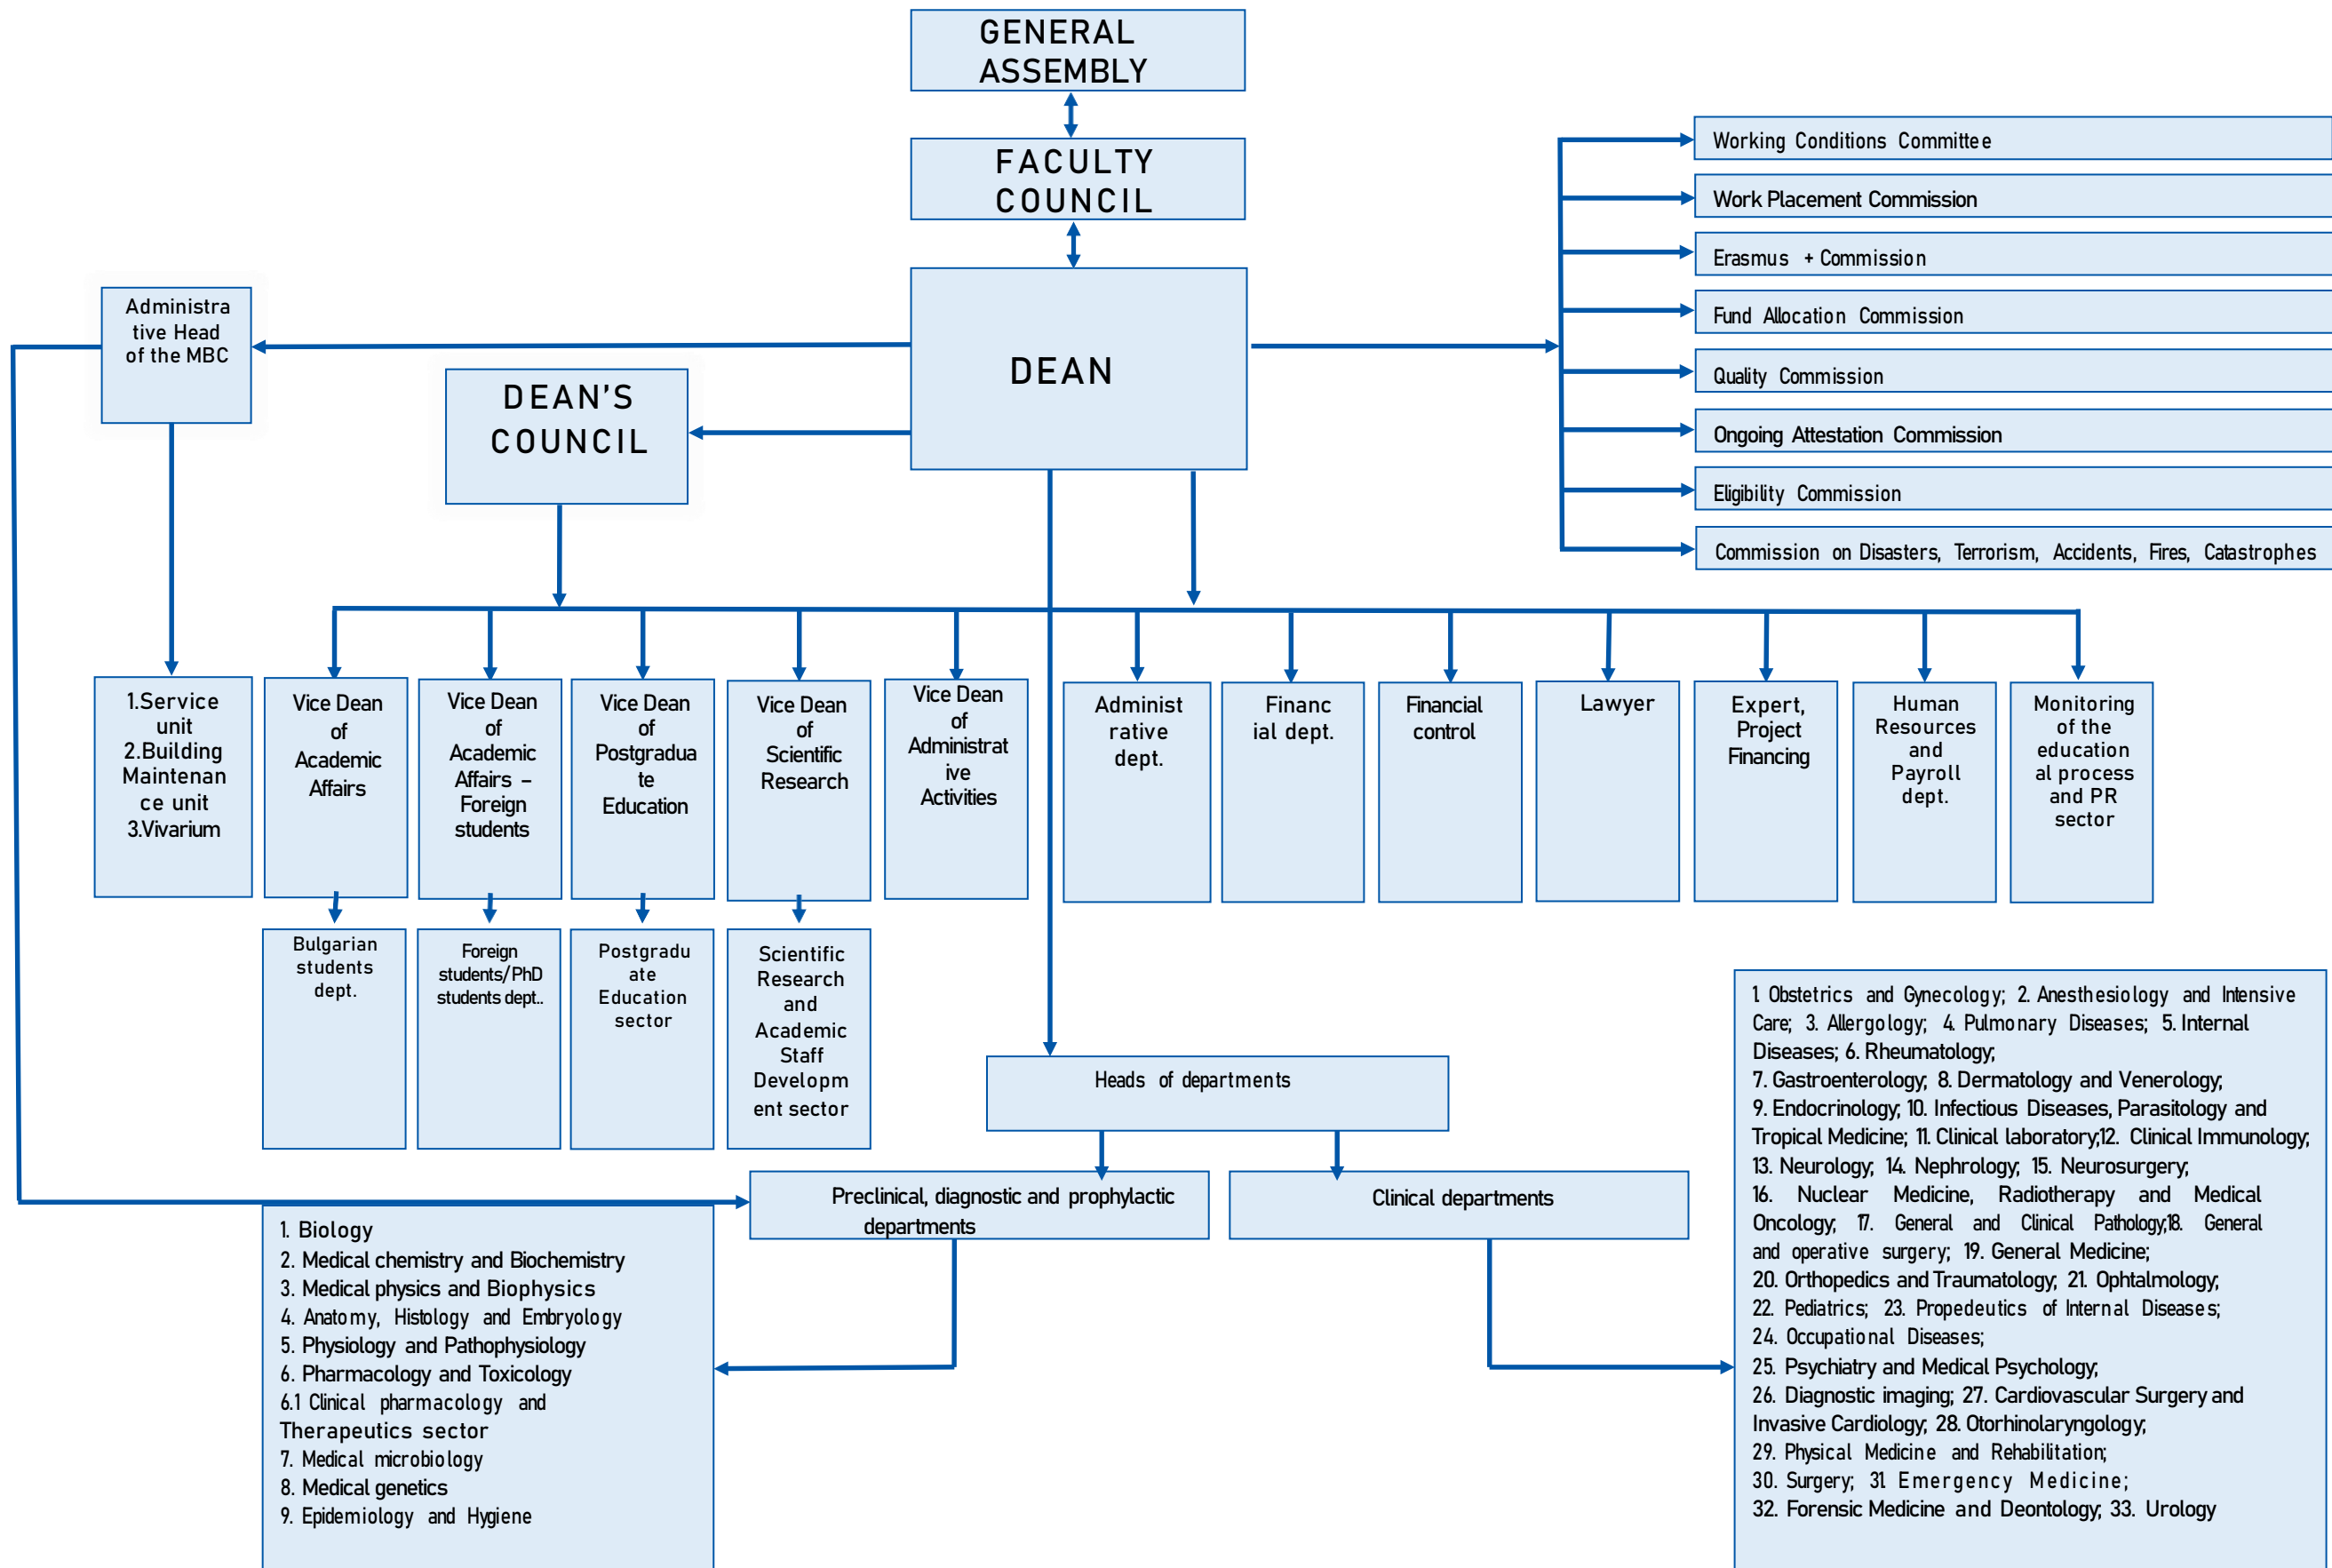 GENERAL
ASSEMBLY
FACULTY
COUNCIL
DEAN
Administra
tive Head
of the MBC
DEAN’S
COUNCIL
Working Conditions Committee
Work Placement Commission
Erasmus + Commission
Fund Allocation Commission
Quality Commission
Ongoing Attestation Commission
Eligibility Commission
Commission on Disasters, Terrorism, Accidents, Fires, Catastrophes
1.Service
unit
2.Building
Maintenan
ce unit
3.Vivarium
Vice Dean
of
Academic
Affairs
Vice Dean
of
Academic
Affairs –
Foreign
students
Vice Dean
of
Postgradua
te
Education
Vice Dean
of
Scientific
Research
Vice Dean
of
Administrat
ive
Activities
Administ
rative
dept.
Financ
ial dept.
Financial
control
Lawyer
Expert,
Project
Financing
Human
Resources
and
Payroll
dept.
Monitoring
of the
education
al process
and PR
sector
Bulgarian
students
dept.
Foreign
students/PhD
students dept..
Postgradu
ate
Education
sector
Scientific
Research
and
Academic
Staff
Developm
ent sector
Heads of departments
Preclinical, diagnostic and prophylactic
departments
Clinical departments
1. Biology
2. Medical chemistry and Biochemistry
3. Medical physics and Biophysics
4. Anatomy, Histology and Embryology
5. Physiology and Pathophysiology
6. Pharmacology and Toxicology
6.1 Clinical pharmacology and
Therapeutics sector
7. Medical microbiology
8. Medical genetics
9. Epidemiology and Hygiene
1. Obstetrics and Gynecology; 2. Anesthesiology and Intensive
Care; 3. Allergology; 4. Pulmonary Diseases; 5. Internal
Diseases; 6. Rheumatology;
7. Gastroenterology; 8. Dermatology and Venerology;
9. Endocrinology; 10. Infectious Diseases, Parasitology and
Tropical Medicine; 11. Clinical laboratory;12. Clinical Immunology;
13. Neurology; 14. Nephrology; 15. Neurosurgery;
16. Nuclear Medicine, Radiotherapy and Medical
Oncology; 17. General and Clinical Pathology;18. General
and operative surgery; 19. General Medicine;
20. Orthopedics and Traumatology; 21. Ophtalmology;
22. Pediatrics; 23. Propedeutics of Internal Diseases;
24. Occupational Diseases;
25. Psychiatry and Medical Psychology;
26. Diagnostic imaging; 27. Cardiovascular Surgery and
Invasive Cardiology; 28. Otorhinolaryngology;
29. Physical Medicine and Rehabilitation;
30. Surgery; 31. Emergency Medicine;
32. Forensic Medicine and Deontology; 33. Urology